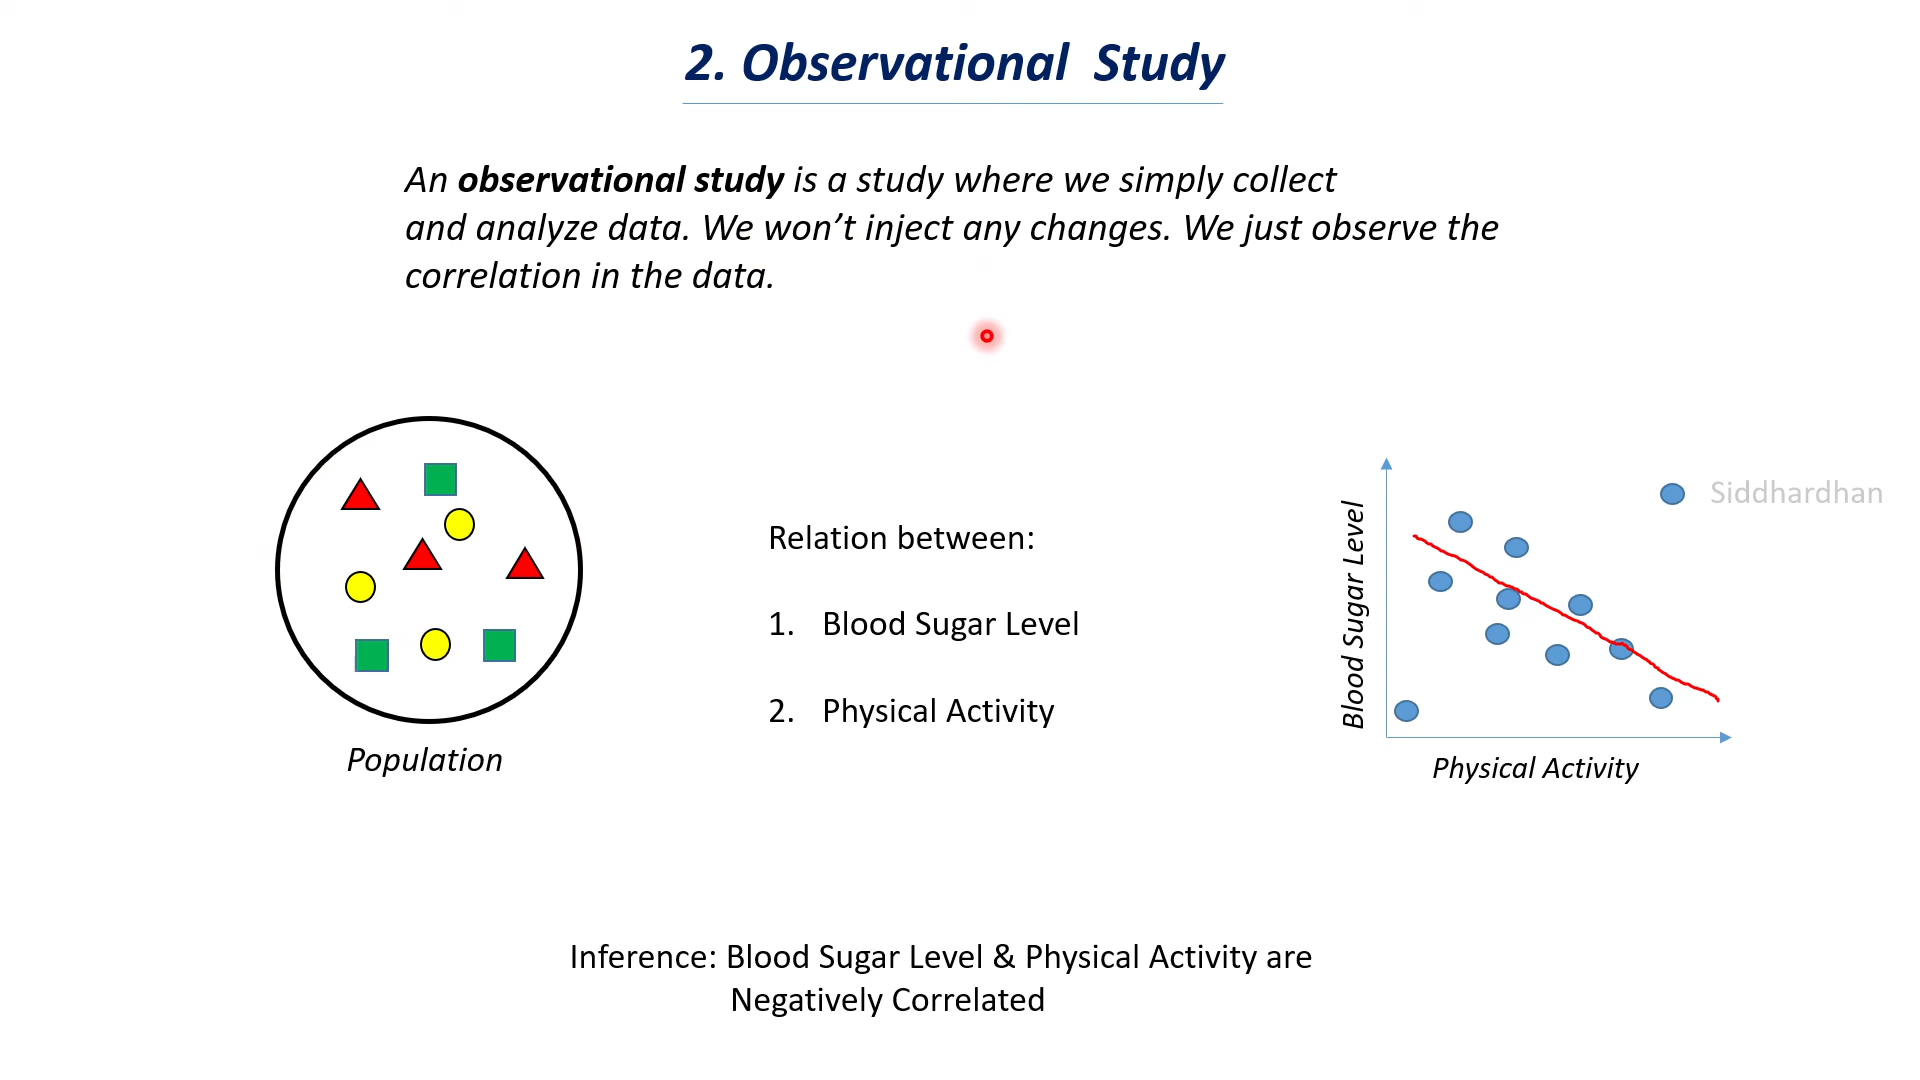 2. Observational Study
An observational study is a study where we simply collect
and analyze data. We won’t inject any changes. We just observe the
correlation in the data.
Population
Relation between:
1. Blood Sugar Level
2. Physical Activity
Blood Sugar Level
Siddhardhan
Physical Activity
Inference: Blood Sugar Level & Physical Activity are
Negatively Correlated